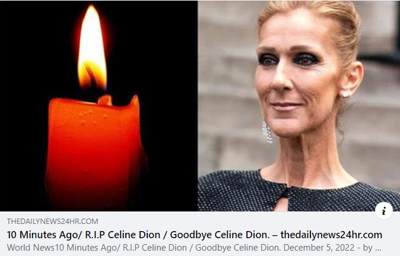 THEDAILYNEWS24HR.COM
10 Minutes Ago/ R.I.P Celine Dion / Goodbye Celine Dion. – thedailynews24hr.com
World News10 Minutes Ago/ R.I.P Celine Dion / Goodbye Celine Dion. December 5, 2022 - by ...